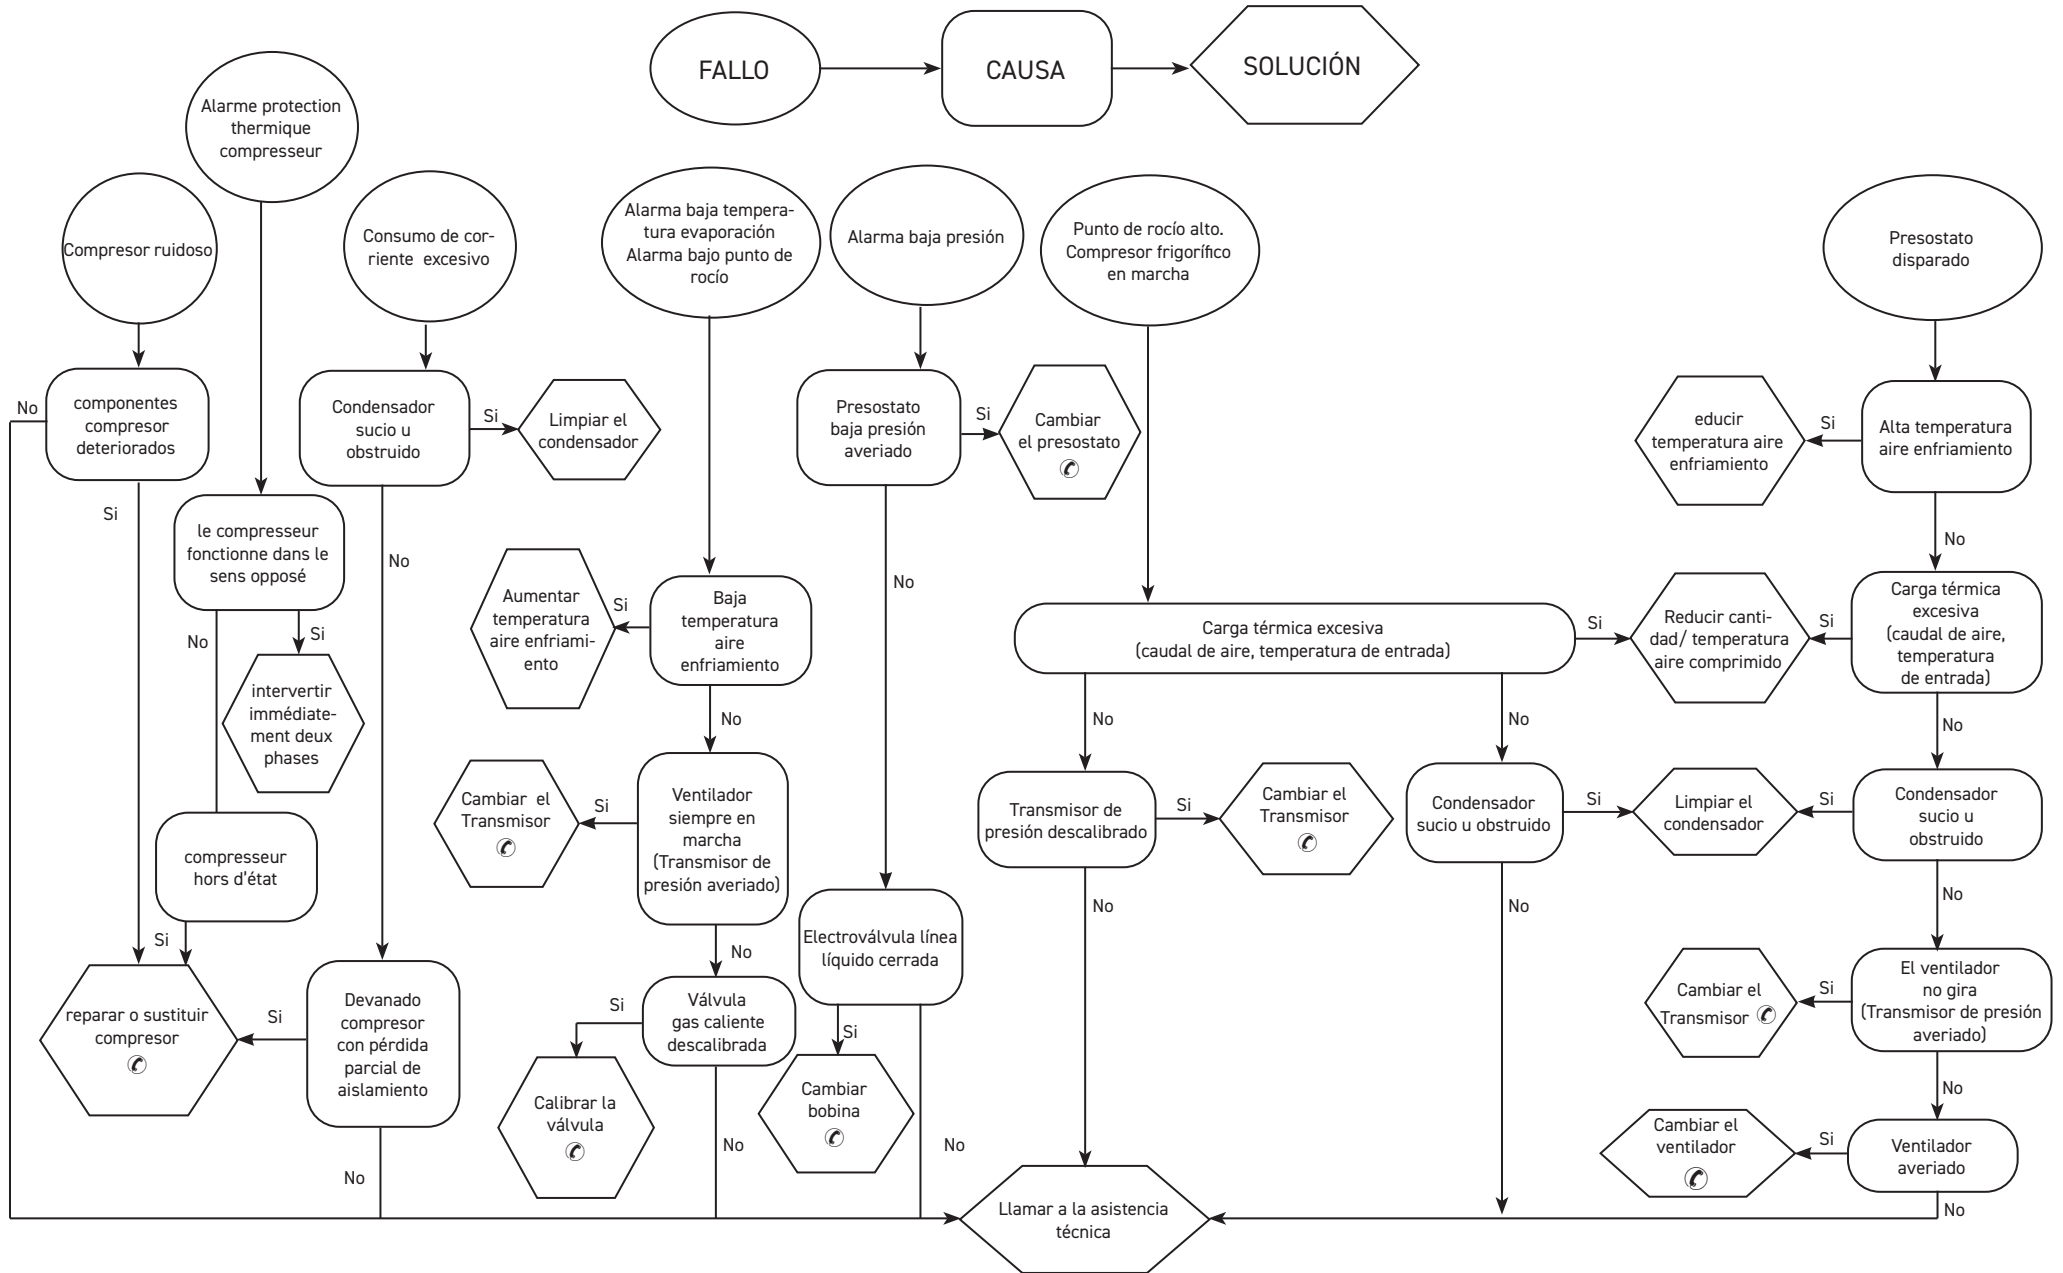 FALLO
CAUSA
SOLUCIÓN
Alarme protection
thermique
compresseur
Compresor ruidoso
Consumo de cor-
riente excesivo
Alarma baja tempera-
tura evaporación
Alarma bajo punto de
rocío
Alarma baja presión
Punto de rocío alto.
Compresor frigorífico
en marcha
Presostato
disparado
No
componentes
compresor
deteriorados
Si
Condensador
sucio u
obstruido
Si
Limpiar el
condensador
No
Presostato
baja presión
averiado
Si
Cambiar
el presostato
No
educir
temperatura aire
enfriamiento
Si
Alta temperatura
aire enfriamiento
No
le compresseur
fonctionne dans le
sens opposé
No
Si
intervertir
immédiate-
ment deux
phases
compresseur
hors d'état
Si
Aumentar
temperatura
aire enfriami-
ento
Si
Baja
temperatura
aire
enfriamiento
No
Carga térmica excesiva
(caudal de aire, temperatura de entrada)
Si
Reducir canti-
dad/ temperatura
aire comprimido
Si
Carga térmica
excesiva
(caudal de aire,
temperatura
de entrada)
No
No
No
Cambiar el
Transmisor
Si
Ventilador
siempre en
marcha
(Transmisor de
presión averiado)
No
Transmisor de
presión descalibrado
Si
Cambiar el
Transmisor
No
Condensador
sucio u obstruido
Si
Limpiar el
condensador
Si
Condensador
sucio u
obstruido
No
No
reparar o sustituir
compresor
Si
Devanado
compresor
con pérdida
parcial de
aislamiento
No
Si
Válvula
gas caliente
descalibrada
Calibrar la
válvula
No
Electroválvula línea
líquido cerrada
Si
Cambiar
bobina
No
Cambiar el
Transmisor
Si
El ventilador
no gira
(Transmisor de presión
averiado)
No
Cambiar el
ventilador
Si
Ventilador
averiado
No
Llamar a la asistencia
técnica